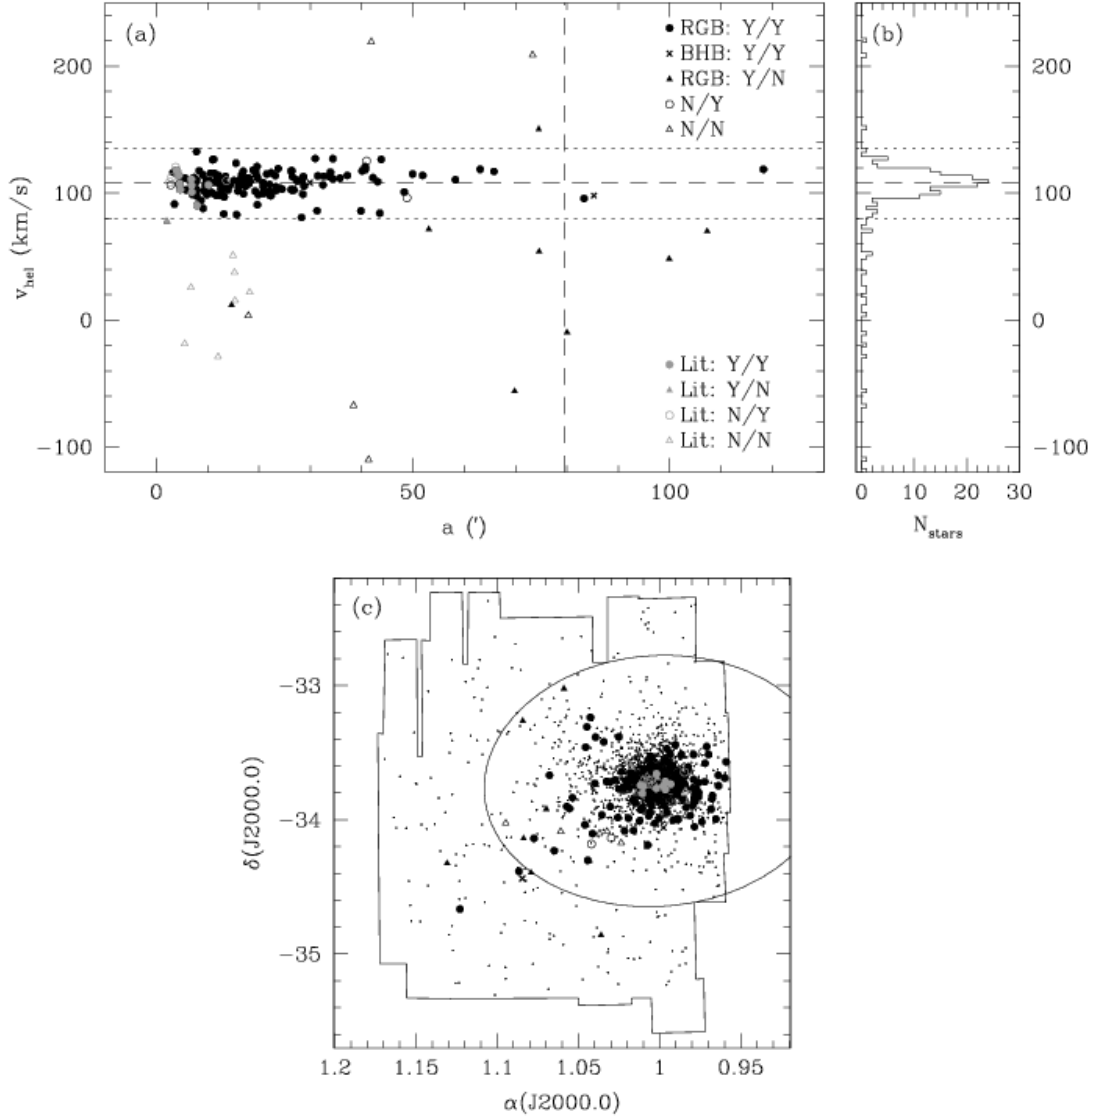 (a)
RGB: Y/Y
BHB: Y/Y
RGB: Y/N
N/Y
N/N
Lit: Y/Y
Lit: Y/N
Lit: N/Y
Lit: N/N
200
100
0
−100
v_hel (km/s)
0 50 100
a (′)
(b)
200
100
0
−100
0 10 20 30
N_stars
(c)
−33
−34
−35
δ(J2000.0)
1.2 1.15 1.1 1.05 1 0.95
α(J2000.0)